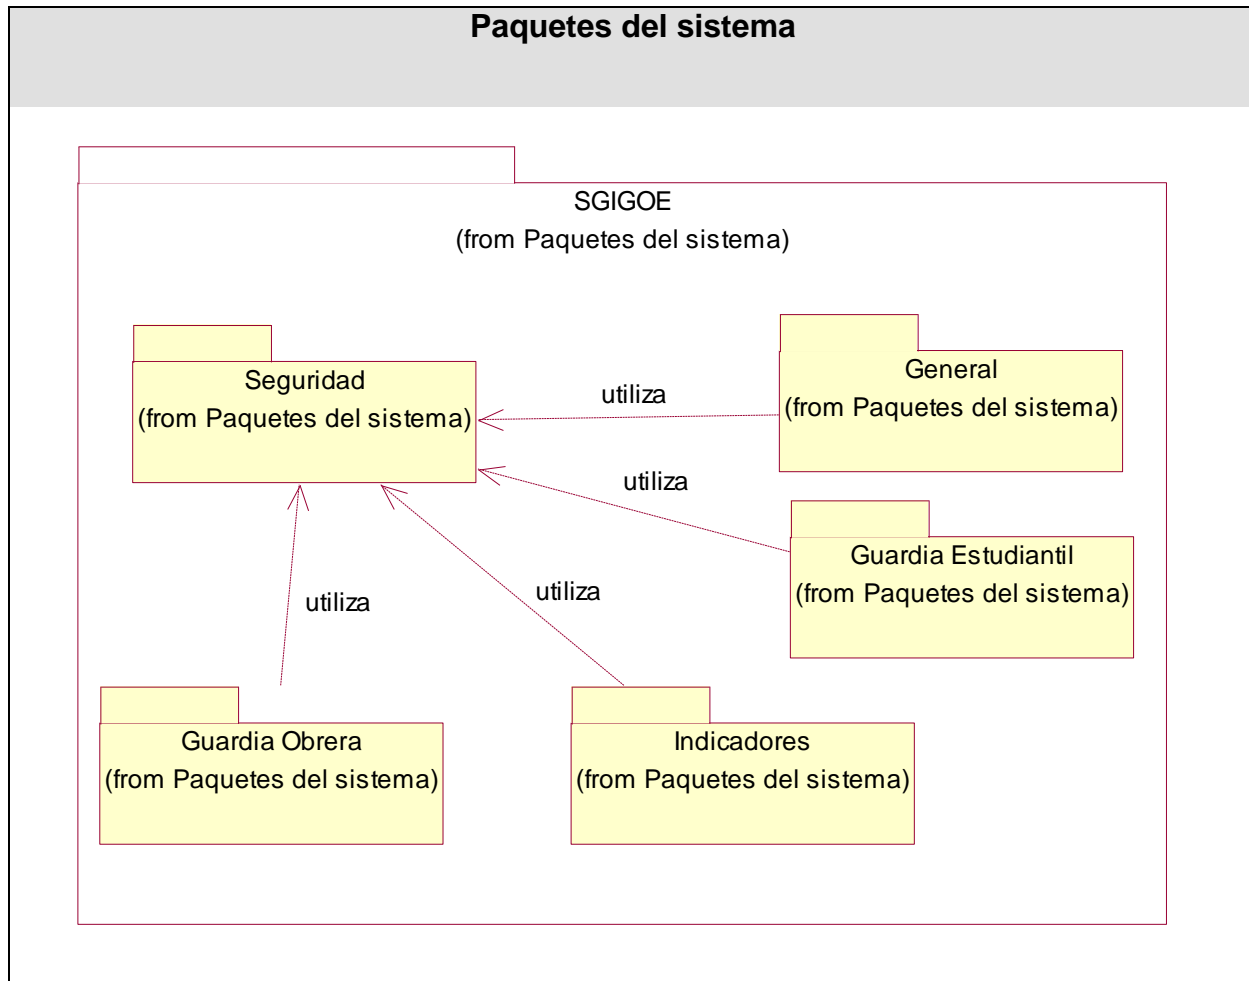 Paquetes del sistema
SGIGOE
(from Paquetes del sistema)
Seguridad
(from Paquetes del sistema)
utiliza
General
(from Paquetes del sistema)
utiliza
Guardia Estudiantil
(from Paquetes del sistema)
utiliza
utiliza
Guardia Obrera
(from Paquetes del sistema)
Indicadores
(from Paquetes del sistema)